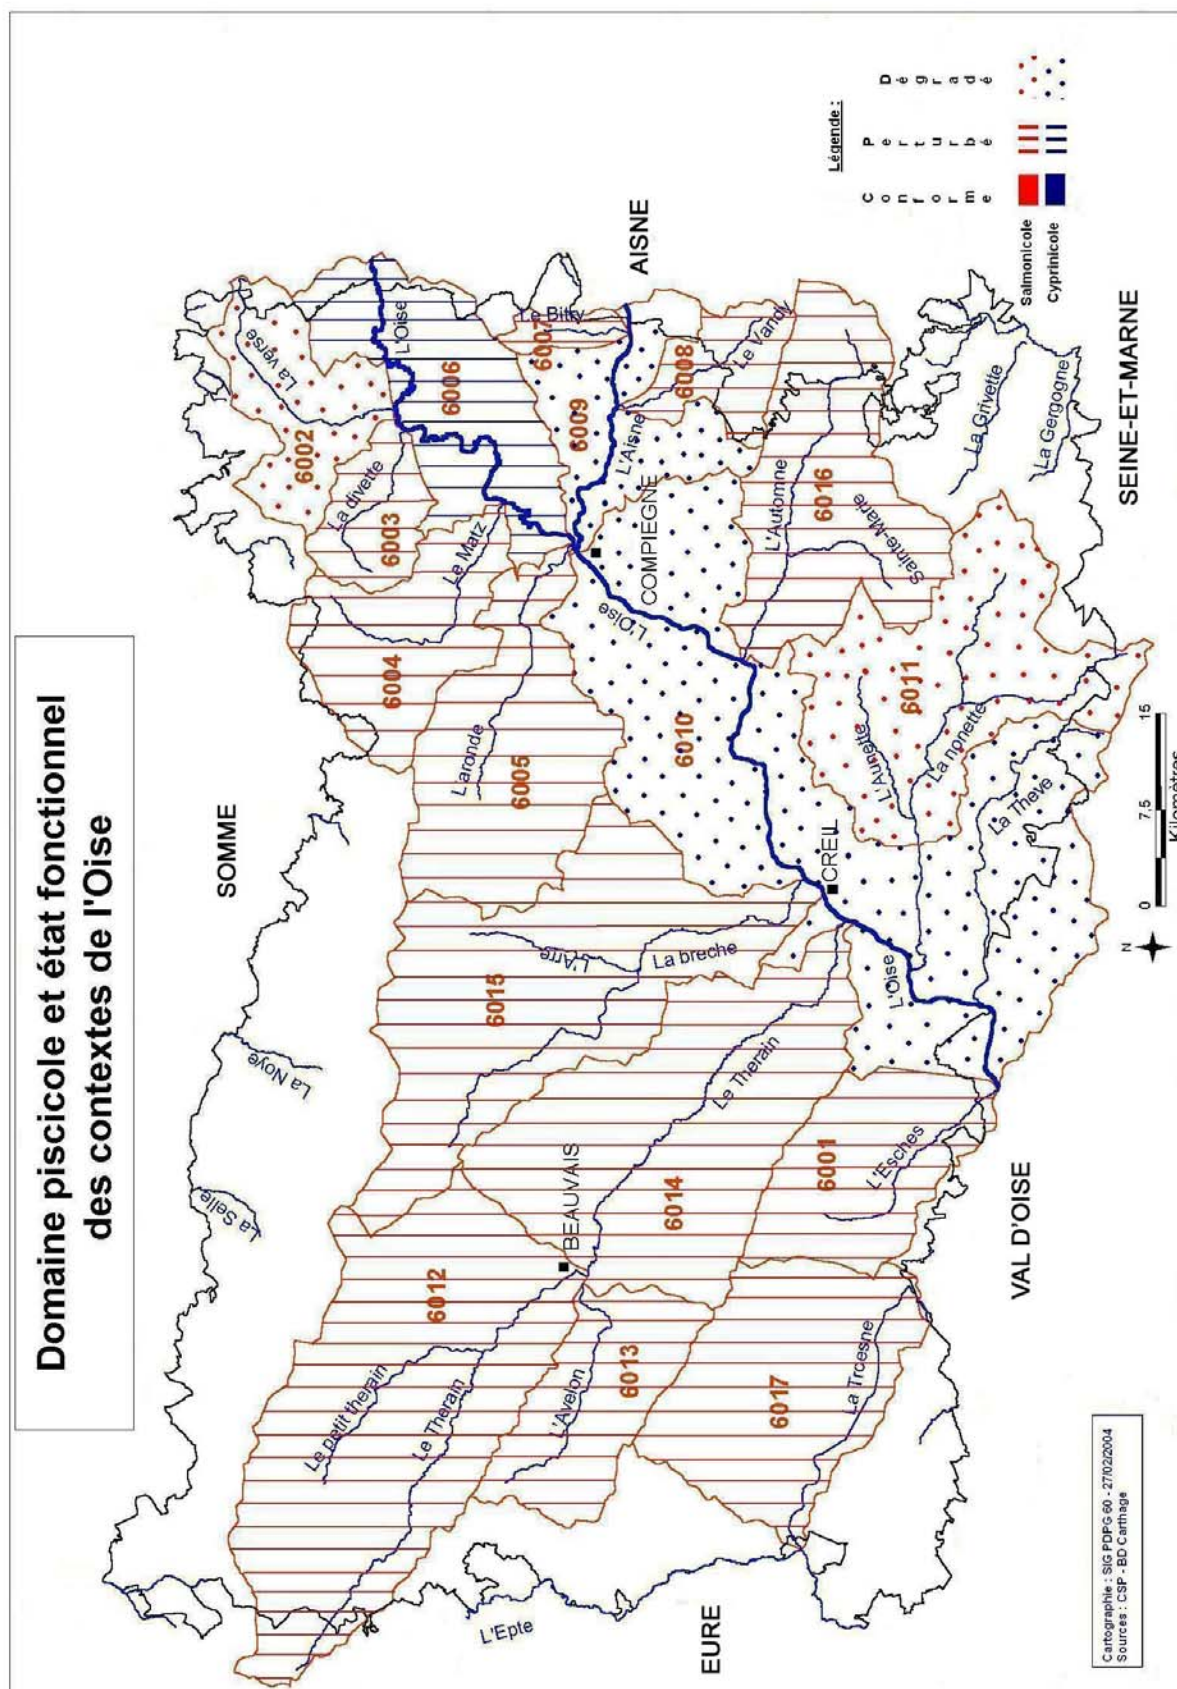 Domaine piscicole et état fonctionnel
des contextes de l'Oise
SOMME
La Selle
La Noye
Le petit therain
Le Therain
6012
BEAUVAIS
L'Avelon
6013
6014
Le Therain
6015
L'Arre
La breche
6005
L'aronde
6004
Le Matz
6003
La divette
6002
La verse
L'Oise
6006
6007
Le Bitry
AISNE
6009
L'Aisne
6008
Le Vandy
COMPIEGNE
L'Oise
6010
L'Automne
6016
Sainte-Marie
6011
L'Aunette
La nonette
La Grivette
La Gergogne
CREIL
L'Oise
La Theve
6001
L'Esches
6017
La Troesne
L'Epte
EURE
VAL D'OISE
SEINE-ET-MARNE
Légende :
Conforme
Perturbé
Dégradé
Salmonicole
Cyprinicole
N
0
7.5
15
Kilomètres
Cartographie : SIG PDPG 60 - 27/02/2004
Sources : CSP - BD Carthage